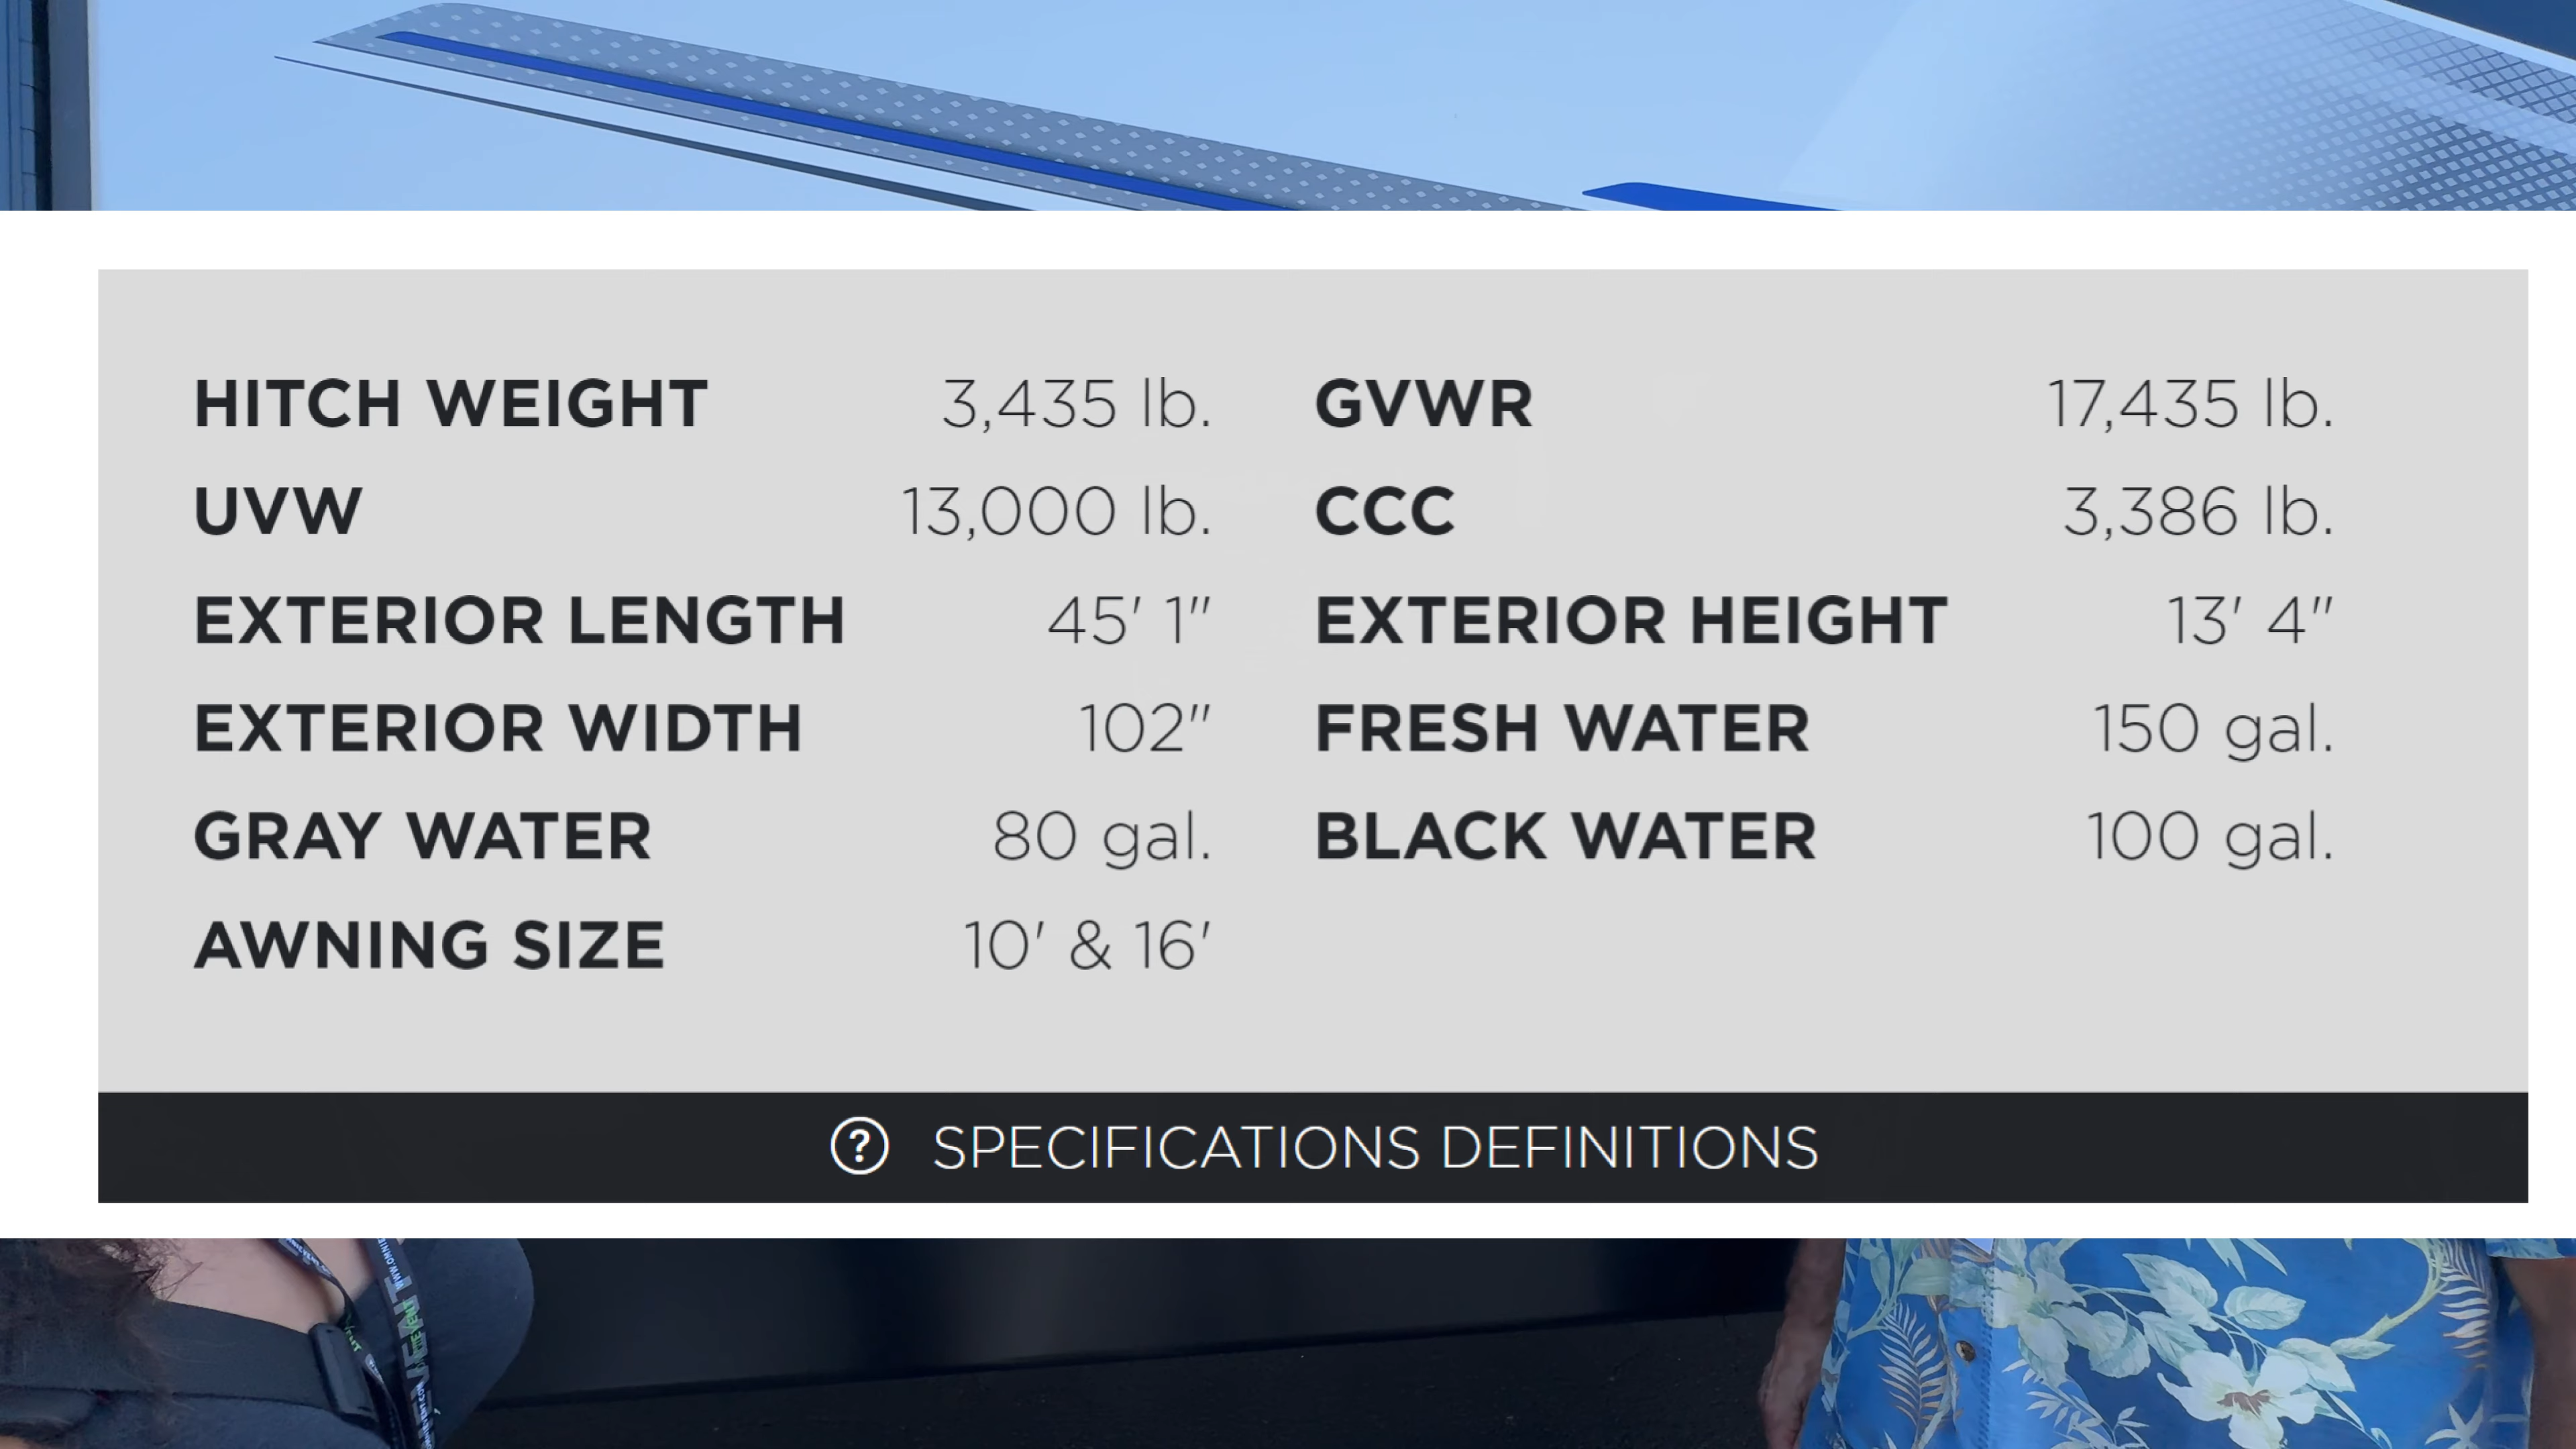 HITCH WEIGHT 3,435 lb. GVWR 17,435 lb.
UVW 13,000 lb. CCC 3,386 lb.
EXTERIOR LENGTH 45' 1" EXTERIOR HEIGHT 13' 4"
EXTERIOR WIDTH 102" FRESH WATER 150 gal.
GRAY WATER 80 gal. BLACK WATER 100 gal.
AWNING SIZE 10' & 16'
? SPECIFICATIONS DEFINITIONS